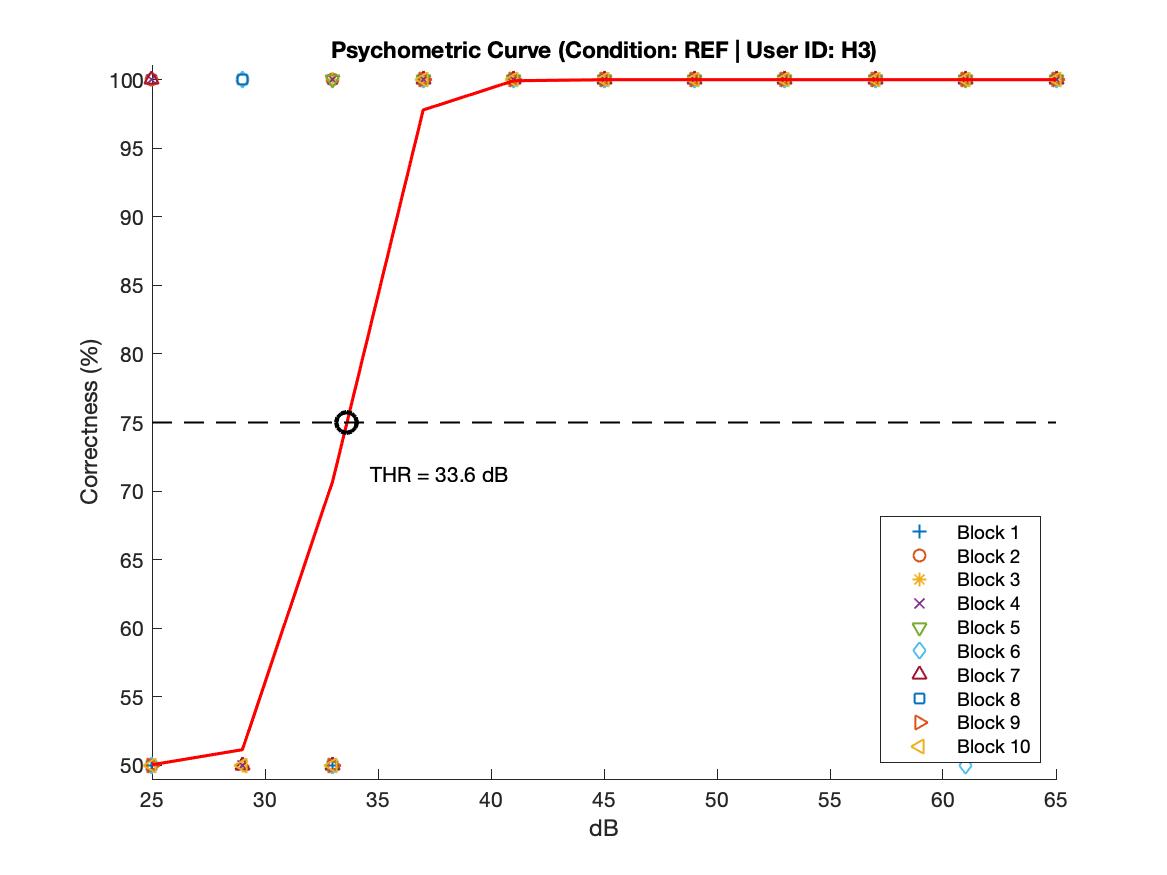 Psychometric Curve (Condition: REF | User ID: H3)
100
95
90
85
80
75
70
65
60
55
50
Correctness (%)
THR = 33.6 dB
Block 1
Block 2
Block 3
Block 4
Block 5
Block 6
Block 7
Block 8
Block 9
Block 10
25 30 35 40 45 50 55 60 65
dB